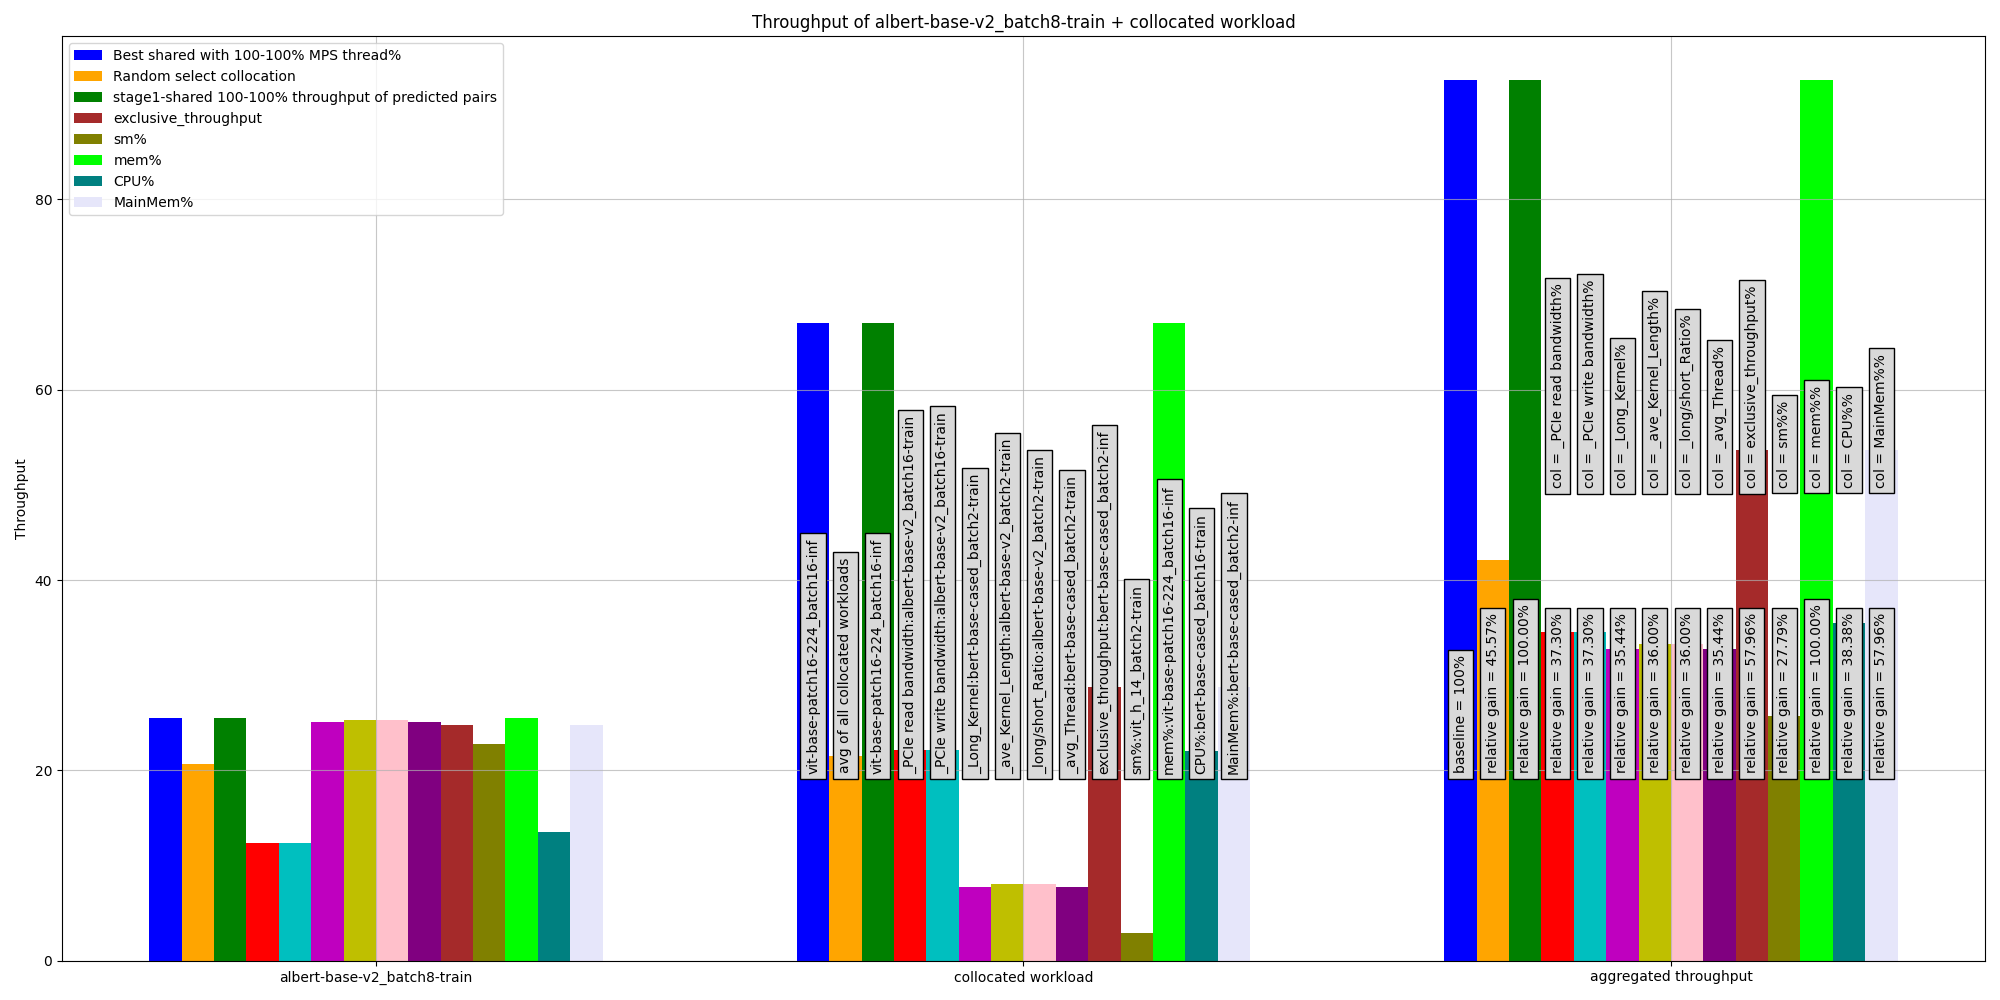 Throughput of albert-base-v2_batch8-train + collocated workload
Best shared with 100-100% MPS thread%
Random select collocation
stage1-shared 100-100% throughput of predicted pairs
exclusive_throughput
sm%
mem%
CPU%
MainMem%
Throughput
80
60
40
20
0
vit-base-patch16-224_batch16-inf
avg of all collocated workloads
vit-base-patch16-224_batch16-inf
_PCIe read bandwidth:albert-base-v2_batch16-train
_PCIe write bandwidth:albert-base-v2_batch16-train
_Long_Kernel:bert-base-cased_batch2-train
_ave_Kernel_Length:albert-base-v2_batch2-train
_long/short_Ratio:albert-base-v2_batch2-train
_avg_Thread:bert-base-cased_batch2-train
exclusive_throughput:bert-base-cased_batch2-inf
sm%:vit_h_14_batch2-train
mem%:vit-base-patch16-224_batch16-inf
CPU%:bert-base-cased_batch16-train
MainMem%:bert-base-cased_batch2-inf
col = _PCIe read bandwidth%
col = _PCIe write bandwidth%
col = _Long_Kernel%
col = _ave_Kernel_Length%
col = _long/short_Ratio%
col = _avg_Thread%
col = exclusive_throughput%
col = sm%%
col = mem%%
col = CPU%%
col = MainMem%%
baseline = 100%
relative gain = 45.57%
relative gain = 100.00%
relative gain = 37.30%
relative gain = 37.30%
relative gain = 35.44%
relative gain = 36.00%
relative gain = 36.00%
relative gain = 35.44%
relative gain = 57.96%
relative gain = 27.79%
relative gain = 100.00%
relative gain = 38.38%
relative gain = 57.96%
albert-base-v2_batch8-train
collocated workload
aggregated throughput